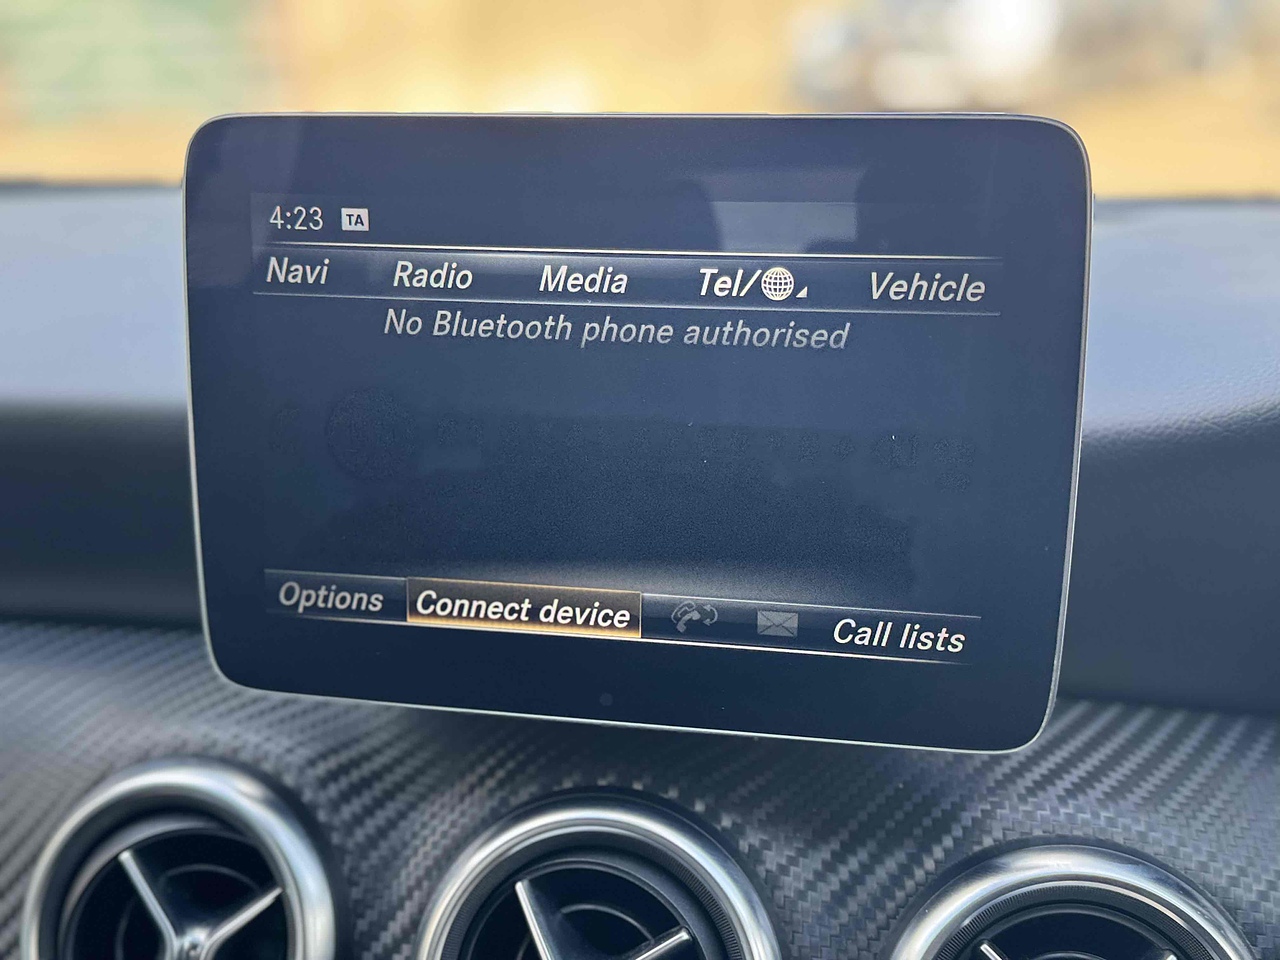 4:23 TA
Navi Radio Media Tel/ Vehicle
No Bluetooth phone authorised
Options Connect device Call lists